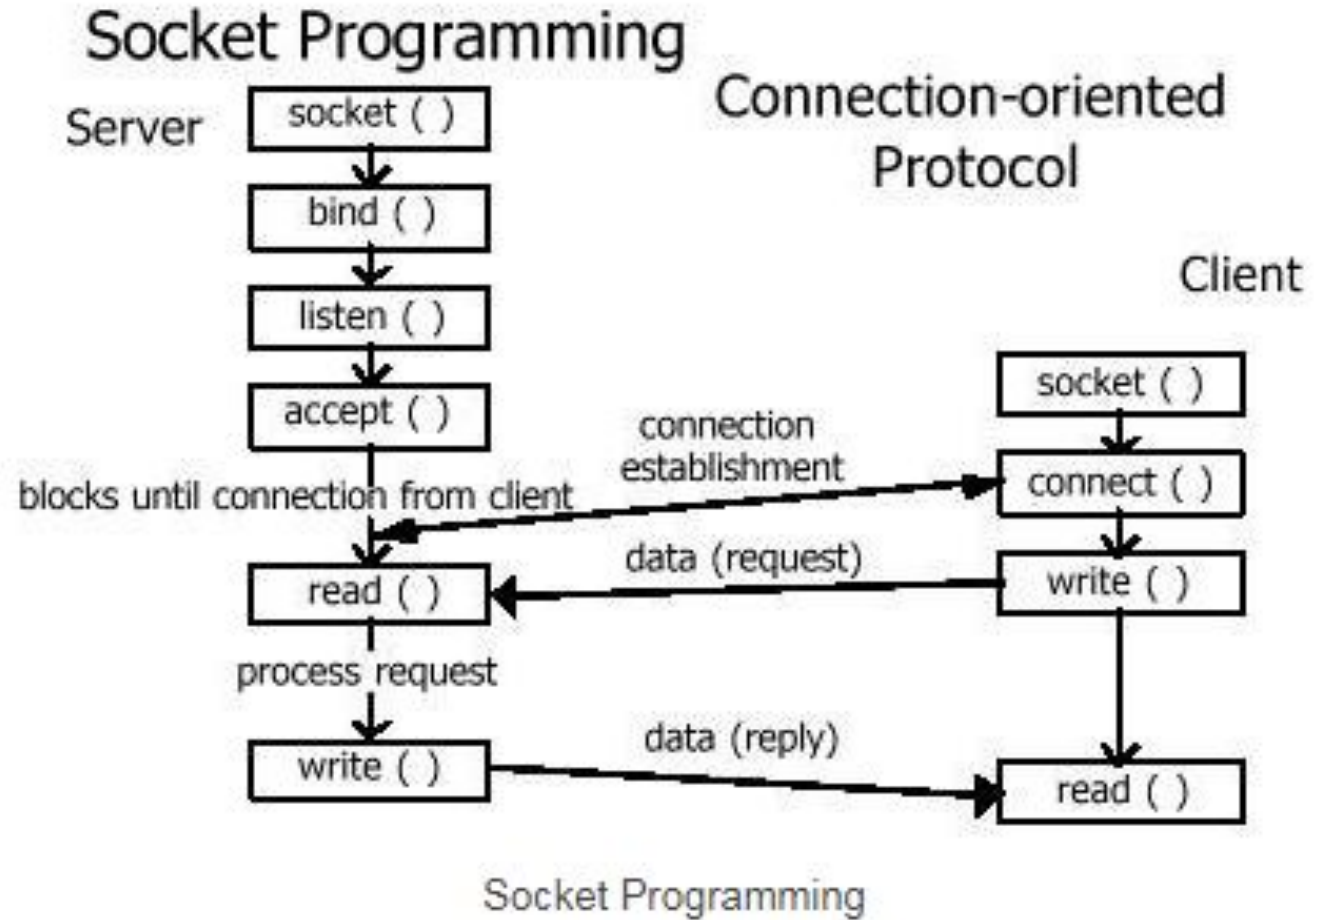 Socket Programming
Connection-oriented
Protocol
Server
socket ( )
bind ( )
listen ( )
accept ( )
blocks until connection from client
read ( )
process request
write ( )
connection
establishment
data (request)
data (reply)
Client
socket ( )
connect ( )
write ( )
read ( )
Socket Programming